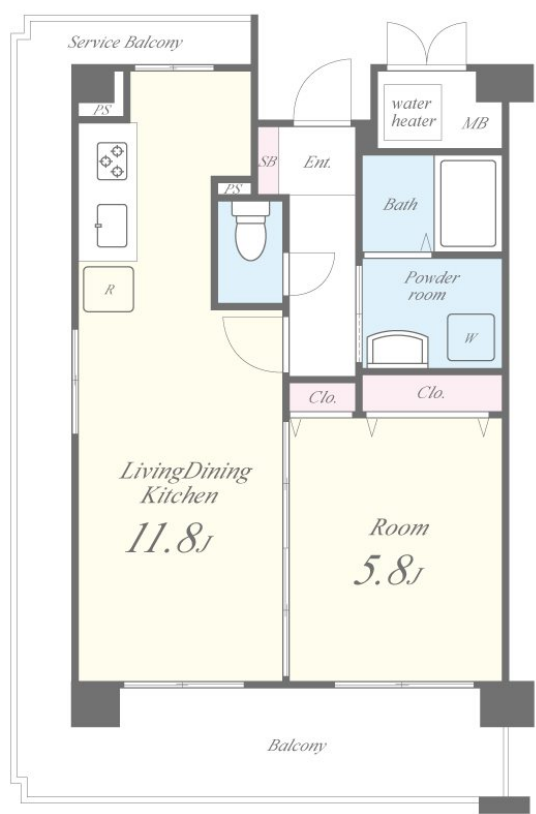 Service Balcony
PS
water
heater
MB
SB
Ent.
PS
Bath
R
Powder
room
W
Clo.
Clo.
LivingDining
Kitchen
11.8J
Room
5.8J
Balcony